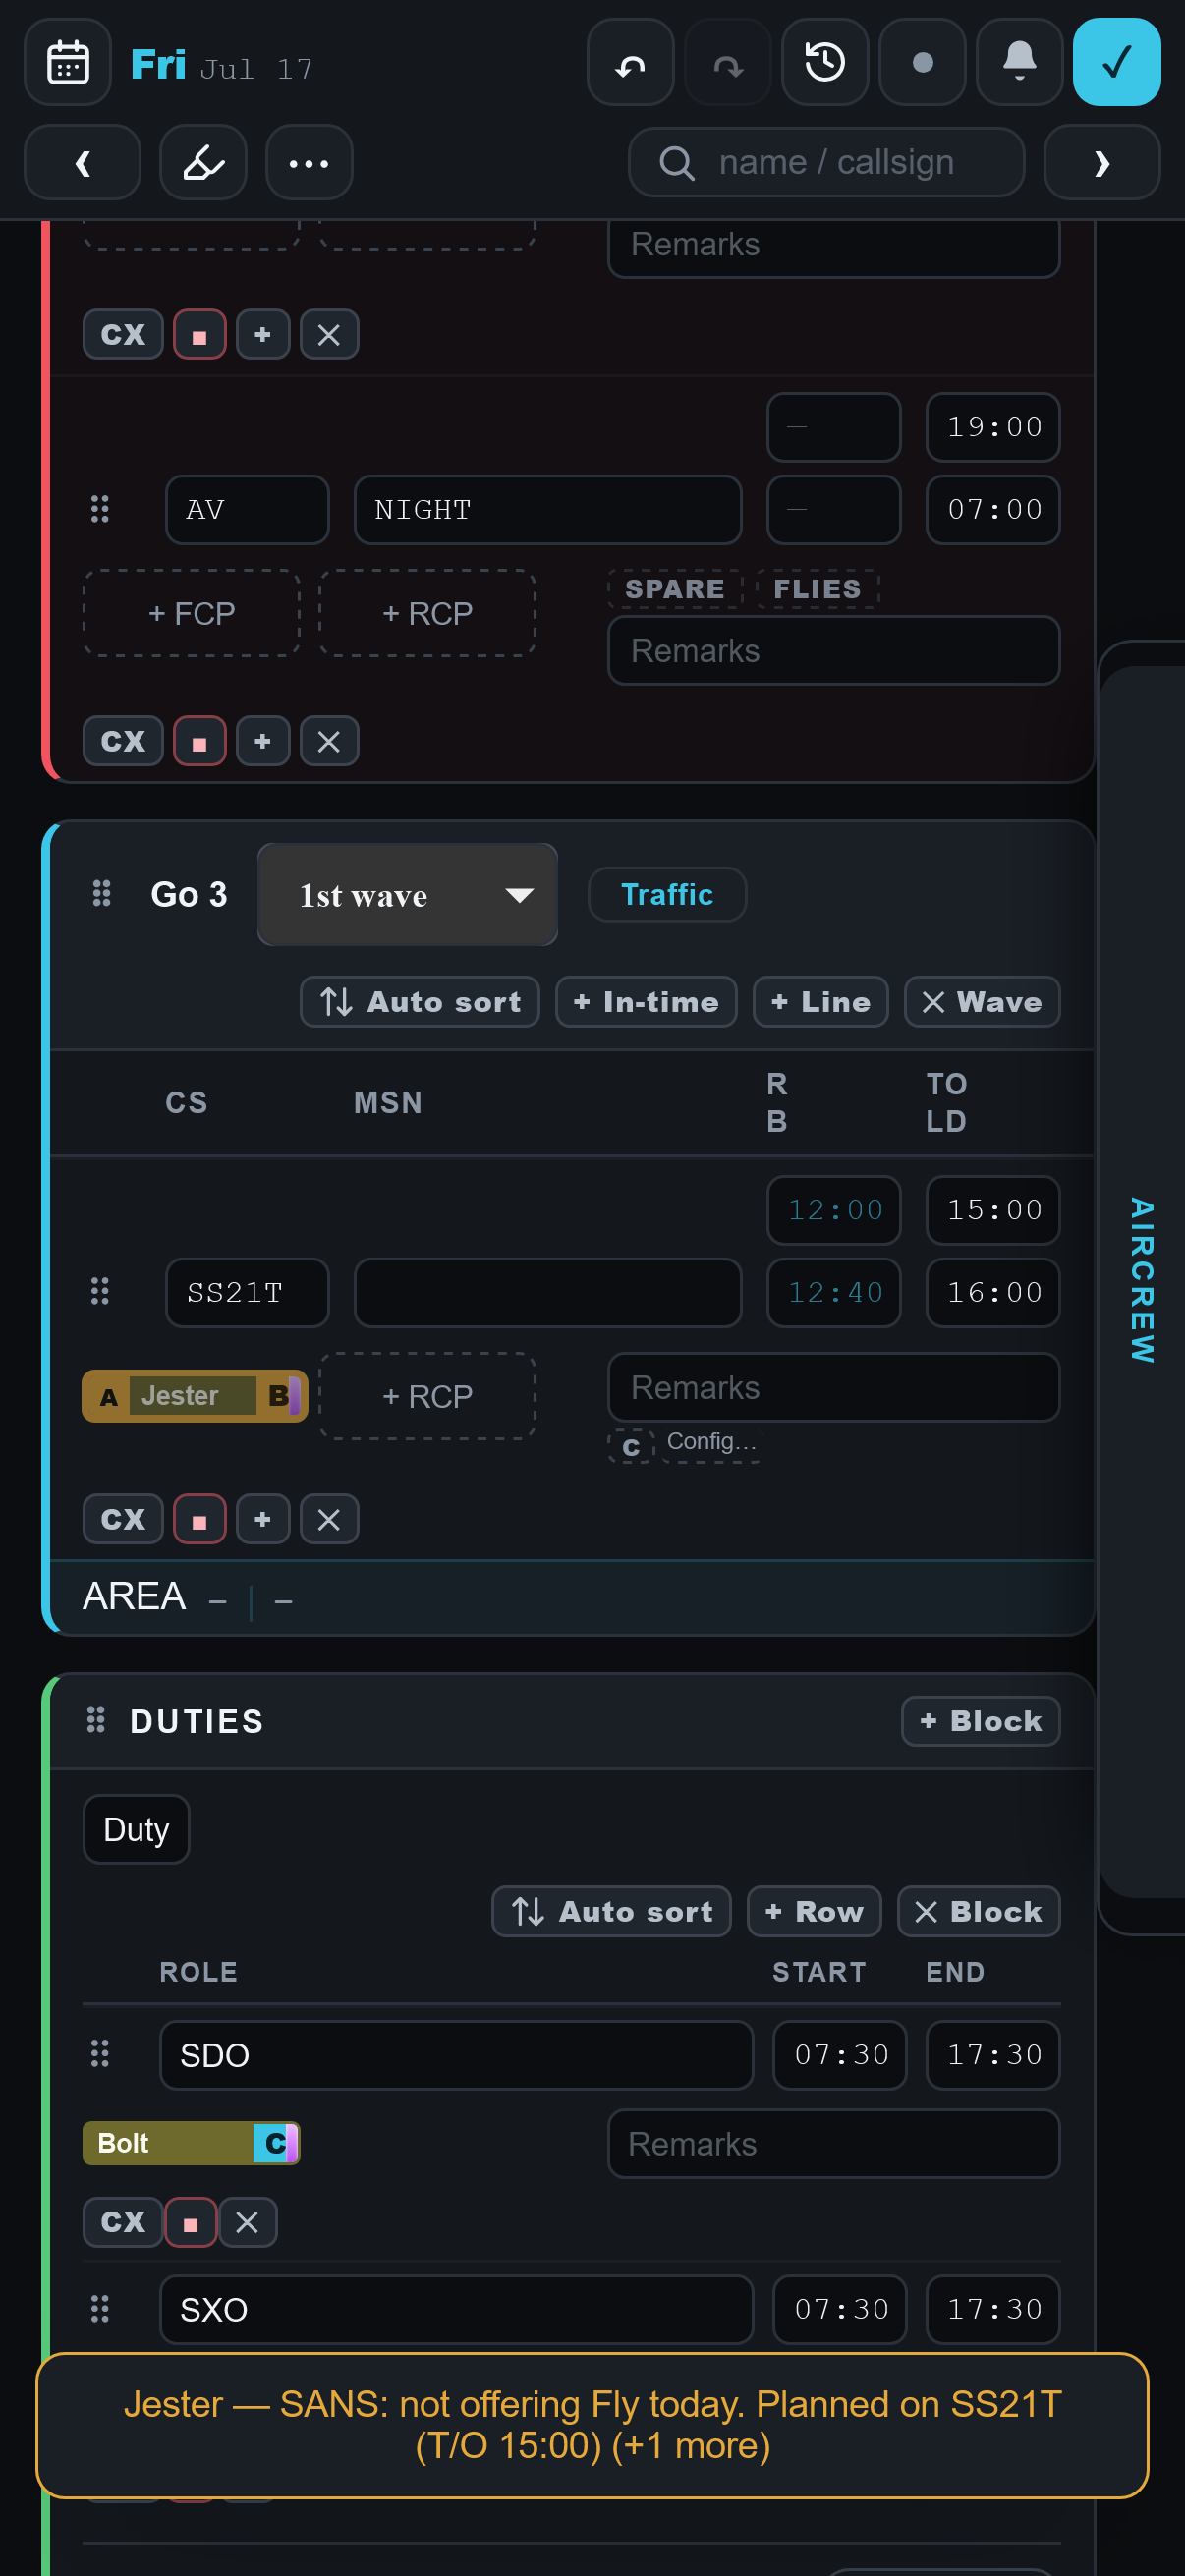 Fri Jul 17
name / callsign
Remarks
CX + ×
— 19:00
AV NIGHT — 07:00
SPARE FLIES
+ FCP + RCP
Remarks
CX + ×
Go 3 1st wave Traffic
Auto sort + In-time + Line × Wave
R TO
CS MSN
B LD
12:00 15:00
SS21T 12:40 16:00
AIRCREW
A Jester B + RCP Remarks
C Config...
CX + ×
AREA – | –
DUTIES + Block
Duty
Auto sort + Row × Block
ROLE START END
SDO 07:30 17:30
Bolt C Remarks
CX ×
SXO 07:30 17:30
Jester — SANS: not offering Fly today. Planned on SS21T
(T/O 15:00) (+1 more)